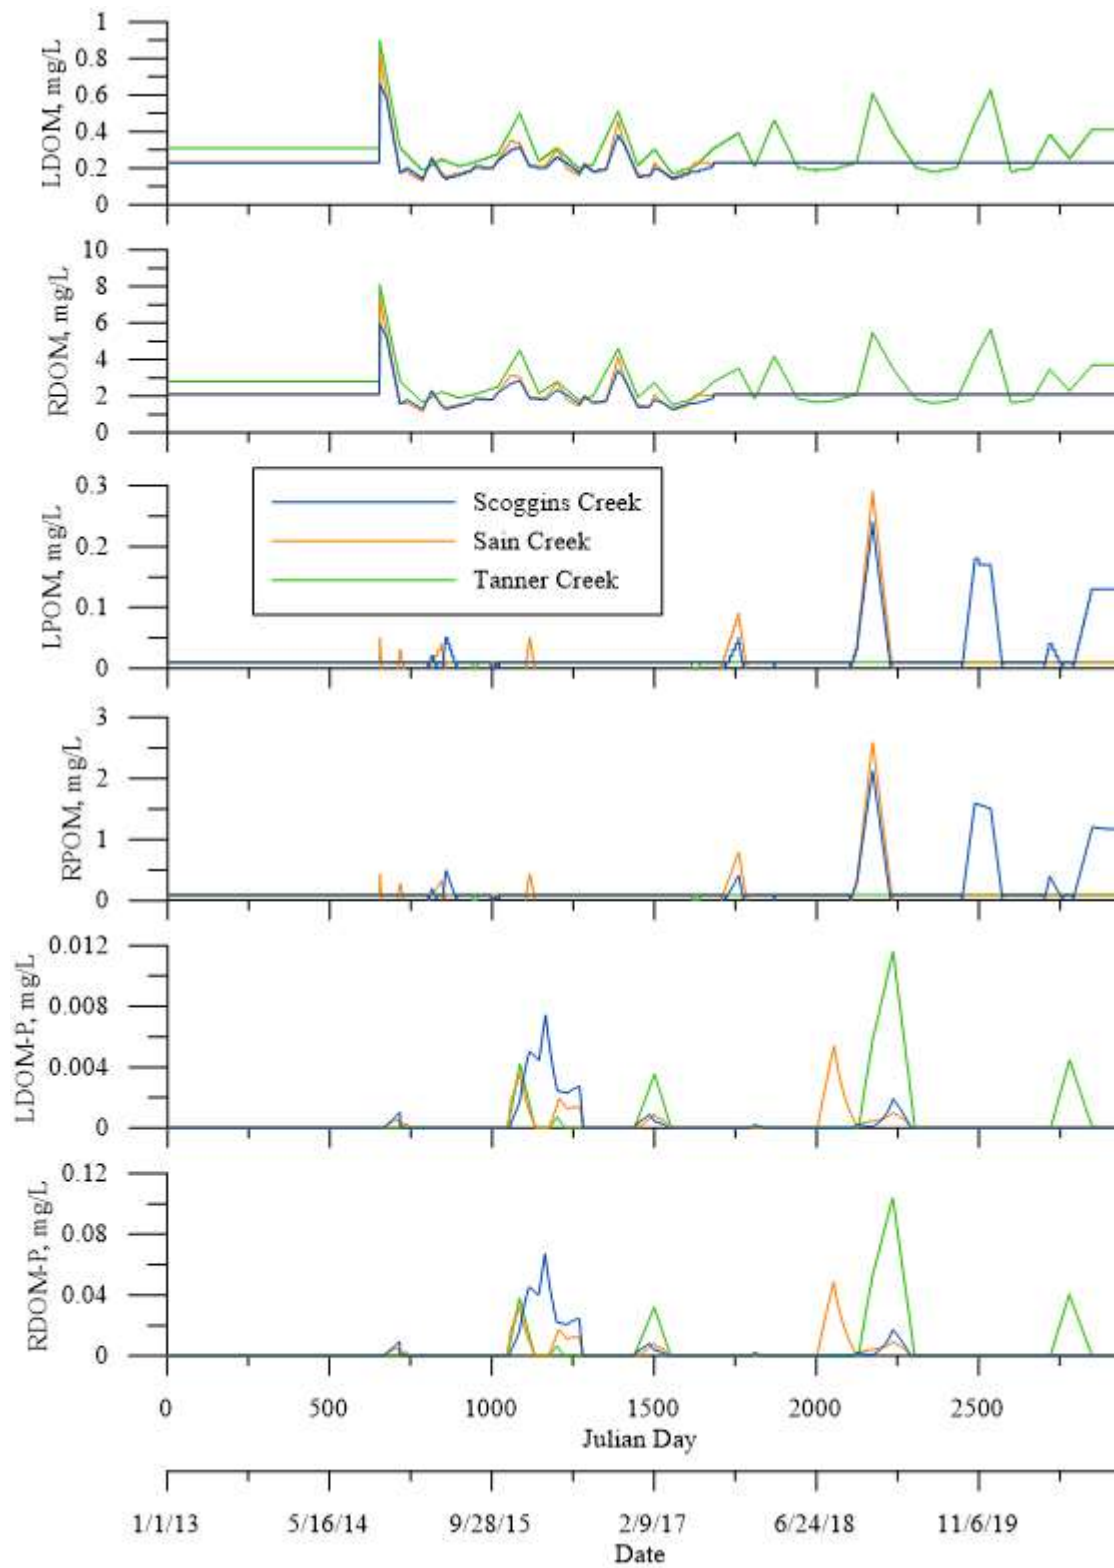 LDOM, mg/L
1
0.8
0.6
0.4
0.2
0
RDOM, mg/L
10
8
6
4
2
0
LPOM, mg/L
0.3
0.2
0.1
0
Scoggins Creek
Sain Creek
Tanner Creek
RPOM, mg/L
3
2
1
0
LDOM-P, mg/L
0.012
0.008
0.004
0
RDOM-P, mg/L
0.12
0.08
0.04
0
0 500 1000 1500 2000 2500
Julian Day
1/1/13 5/16/14 9/28/15 2/9/17 6/24/18 11/6/19
Date